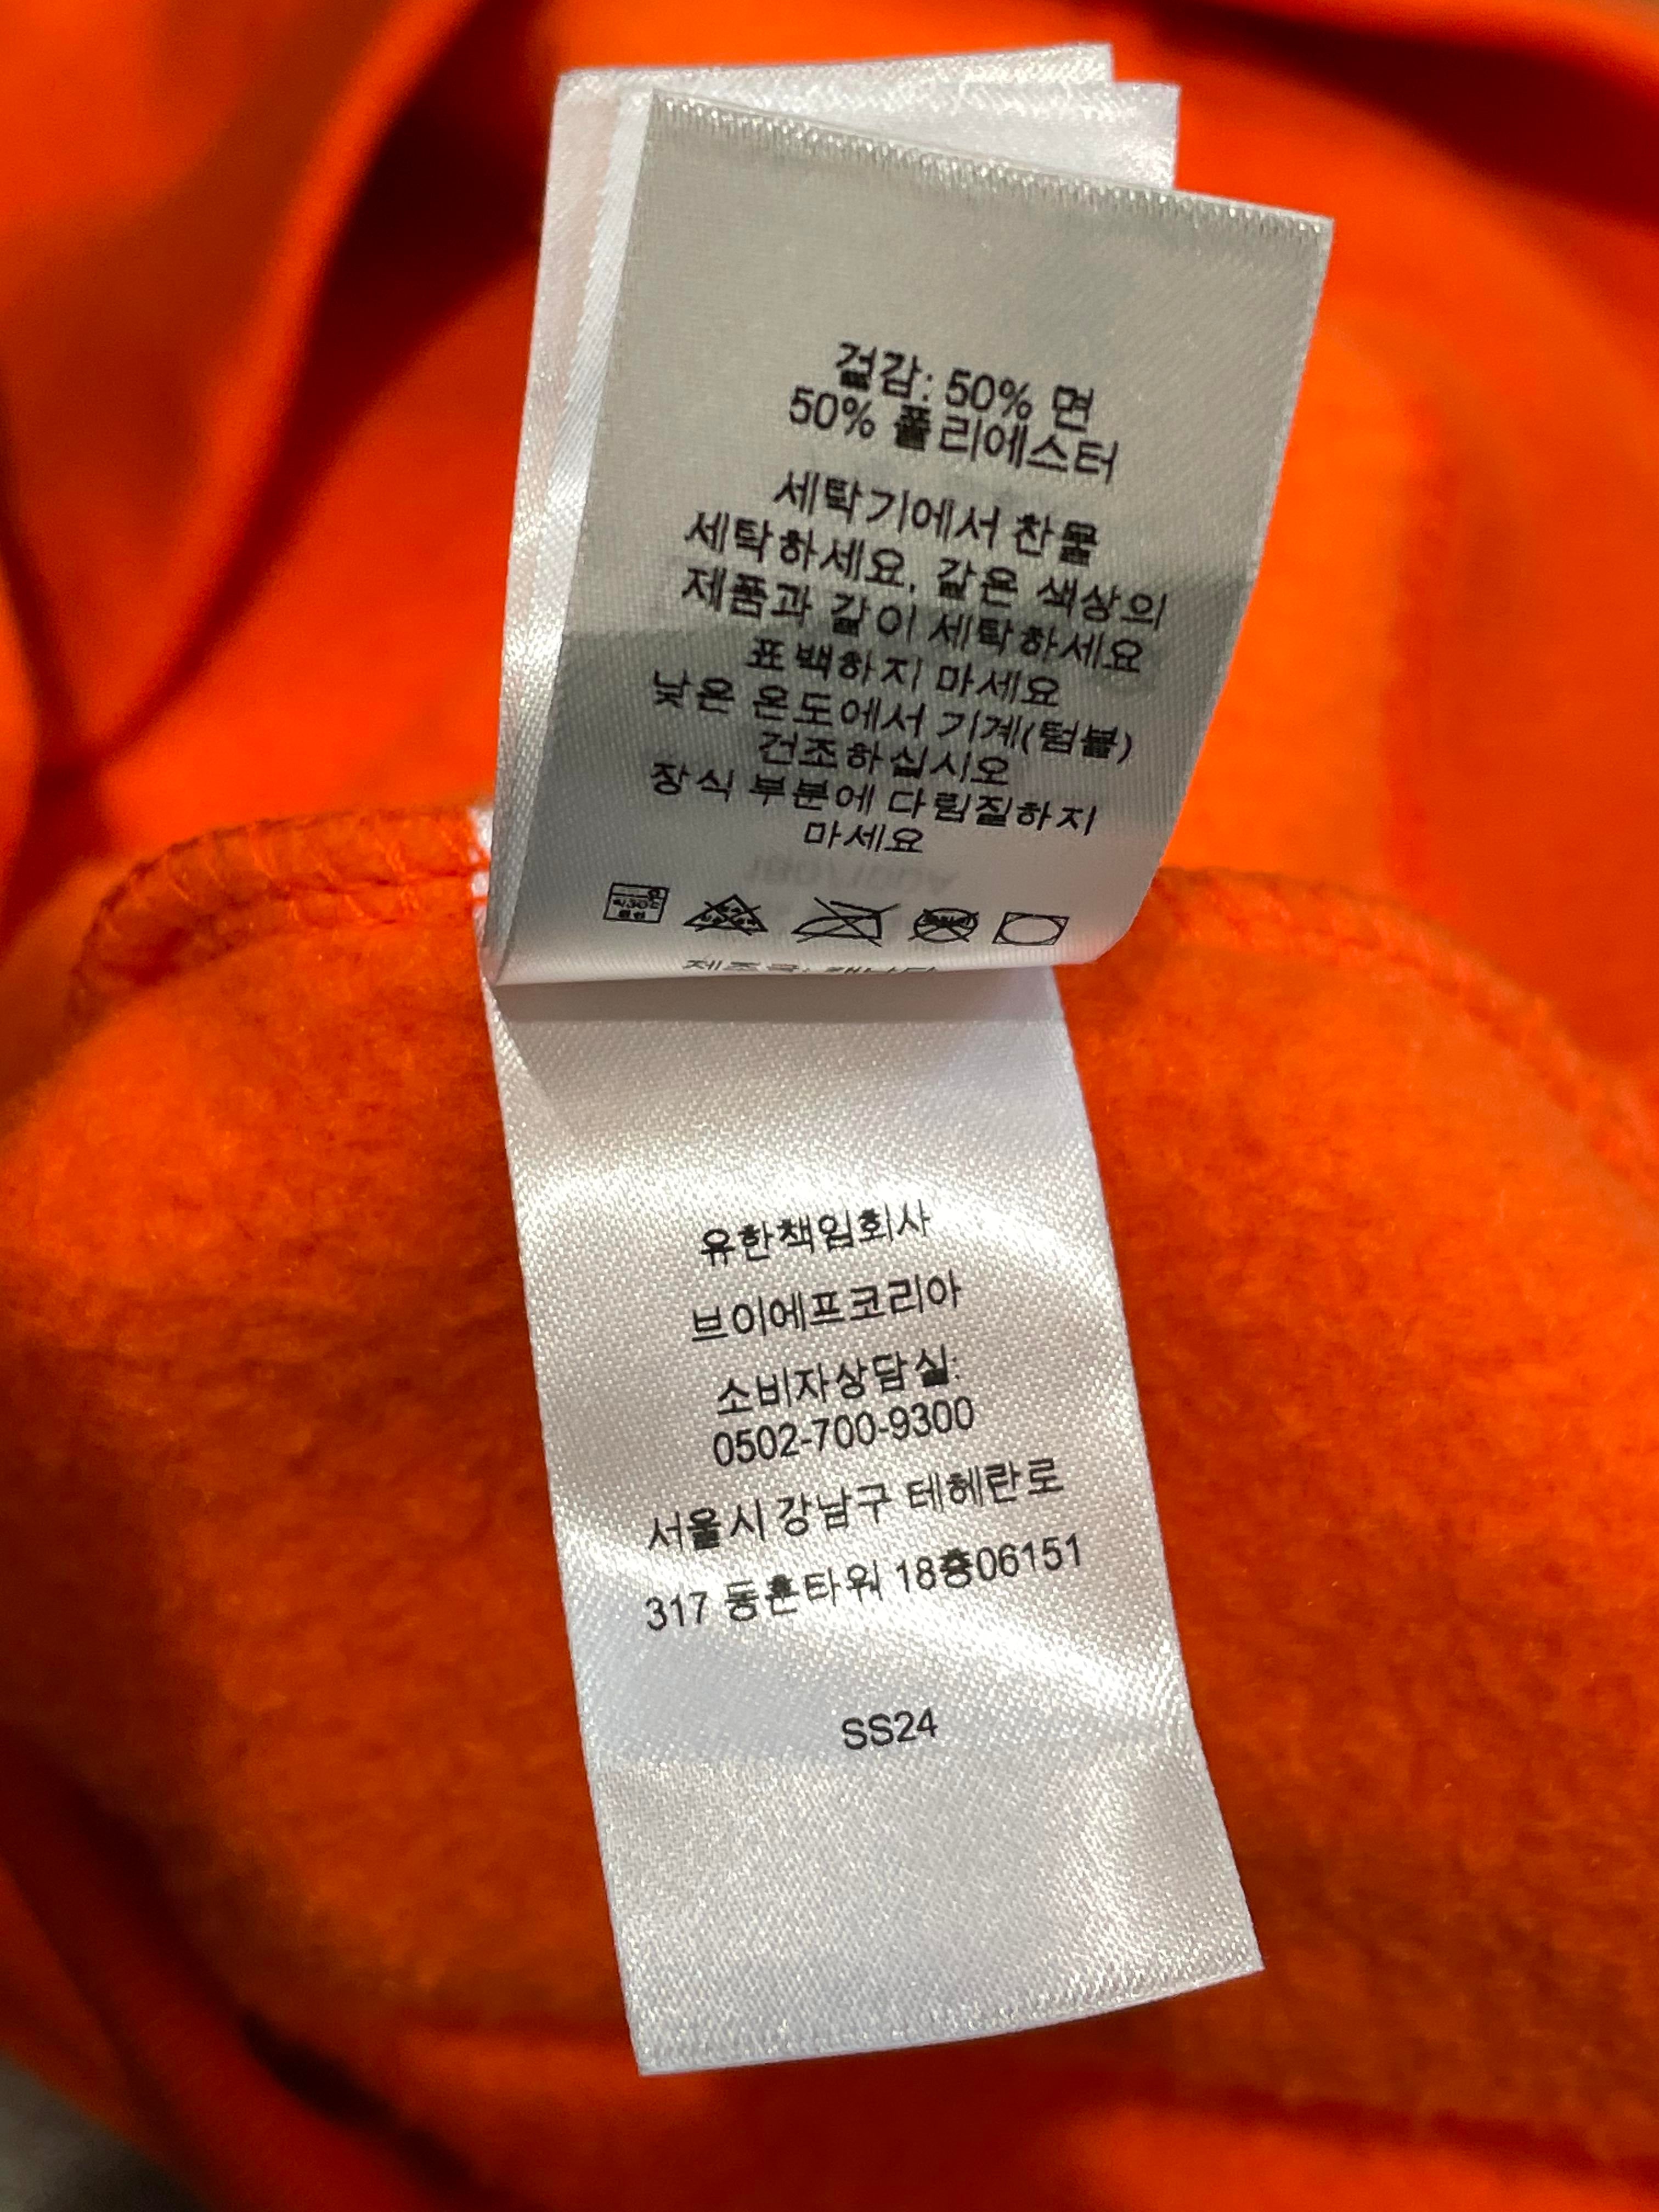 겉감: 50% 면
50% 폴리에스터
세탁기에서 찬물
세탁하세요, 같은 색상의
제품과 같이 세탁하세요
표백하지 마세요
낮은 온도에서 기계(텀블)
건조하십시오
장식 부분에 다림질하지
마세요
유한책임회사
브이에프코리아
소비자상담실:
0502-700-9300
서울시 강남구 테헤란로
317 동훈타워 18층06151
SS24